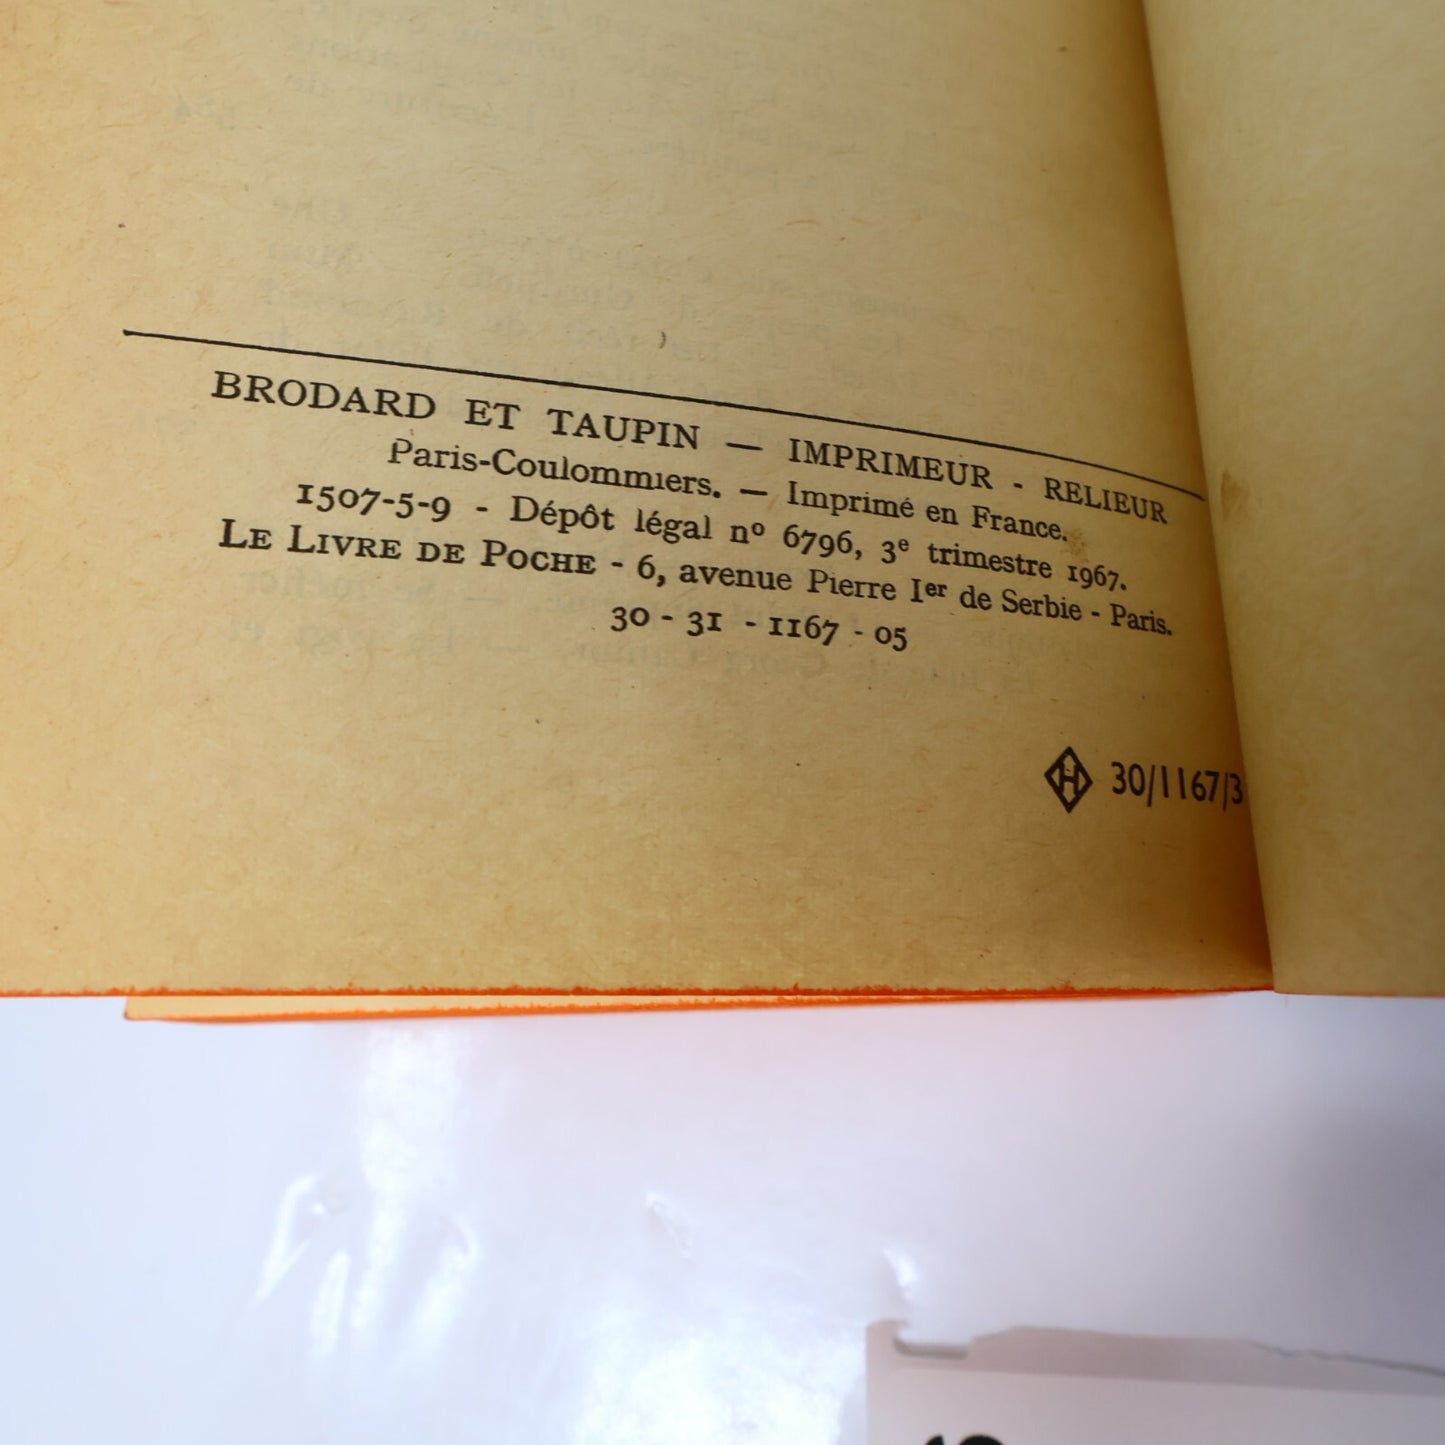 BRODARD ET TAUPIN — IMPRIMEUR - RELIEUR
Paris-Coulommiers. — Imprimé en France.
1507-5-9 - Dépôt légal nº 6796, 3e trimestre 1967.
LE LIVRE DE POCHE - 6, avenue Pierre Ier de Serbie - Paris.
30 - 31 - 1167 - 05
H 30/1167/3